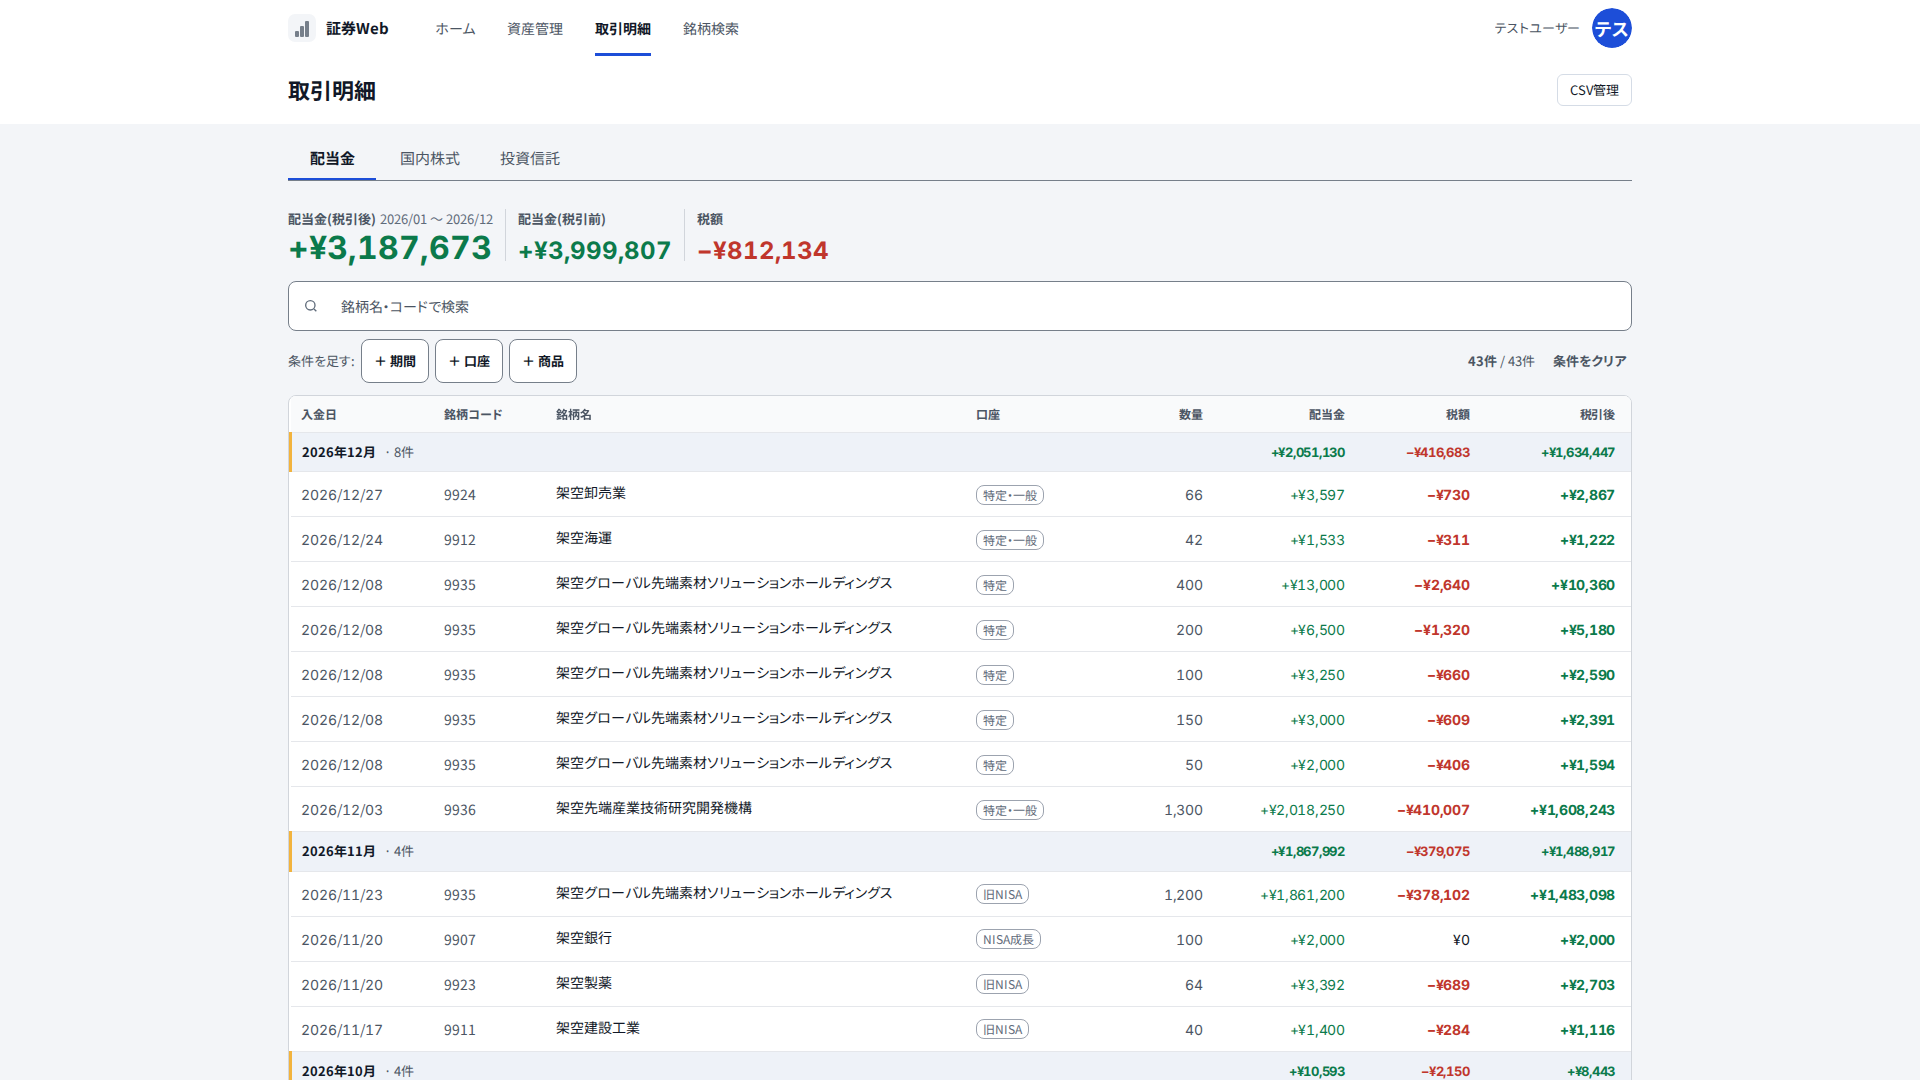 証券Web ホーム 資産管理 取引明細 銘柄検索 テストユーザー テス
取引明細 CSV管理
配当金 国内株式 投資信託
配当金(税引後) 2026/01 〜 2026/12 配当金(税引前) 税額
+¥3,187,673 +¥3,999,807 −¥812,134
銘柄名・コードで検索
条件を足す: ＋ 期間 ＋ 口座 ＋ 商品 43件 / 43件 条件をクリア
入金日 銘柄コード 銘柄名 口座 数量 配当金 税額 税引後
2026年12月 · 8件 +¥2,051,130 −¥416,683 +¥1,634,447
2026/12/27 9924 架空卸売業 特定・一般 66 +¥3,597 −¥730 +¥2,867
2026/12/24 9912 架空海運 特定・一般 42 +¥1,533 −¥311 +¥1,222
2026/12/08 9935 架空グローバル先端素材ソリューションホールディングス 特定 400 +¥13,000 −¥2,640 +¥10,360
2026/12/08 9935 架空グローバル先端素材ソリューションホールディングス 特定 200 +¥6,500 −¥1,320 +¥5,180
2026/12/08 9935 架空グローバル先端素材ソリューションホールディングス 特定 100 +¥3,250 −¥660 +¥2,590
2026/12/08 9935 架空グローバル先端素材ソリューションホールディングス 特定 150 +¥3,000 −¥609 +¥2,391
2026/12/08 9935 架空グローバル先端素材ソリューションホールディングス 特定 50 +¥2,000 −¥406 +¥1,594
2026/12/03 9936 架空先端産業技術研究開発機構 特定・一般 1,300 +¥2,018,250 −¥410,007 +¥1,608,243
2026年11月 · 4件 +¥1,867,992 −¥379,075 +¥1,488,917
2026/11/23 9935 架空グローバル先端素材ソリューションホールディングス 旧NISA 1,200 +¥1,861,200 −¥378,102 +¥1,483,098
2026/11/20 9907 架空銀行 NISA成長 100 +¥2,000 ¥0 +¥2,000
2026/11/20 9923 架空製薬 旧NISA 64 +¥3,392 −¥689 +¥2,703
2026/11/17 9911 架空建設工業 旧NISA 40 +¥1,400 −¥284 +¥1,116
2026年10月 · 4件 +¥10,593 −¥2,150 +¥8,443